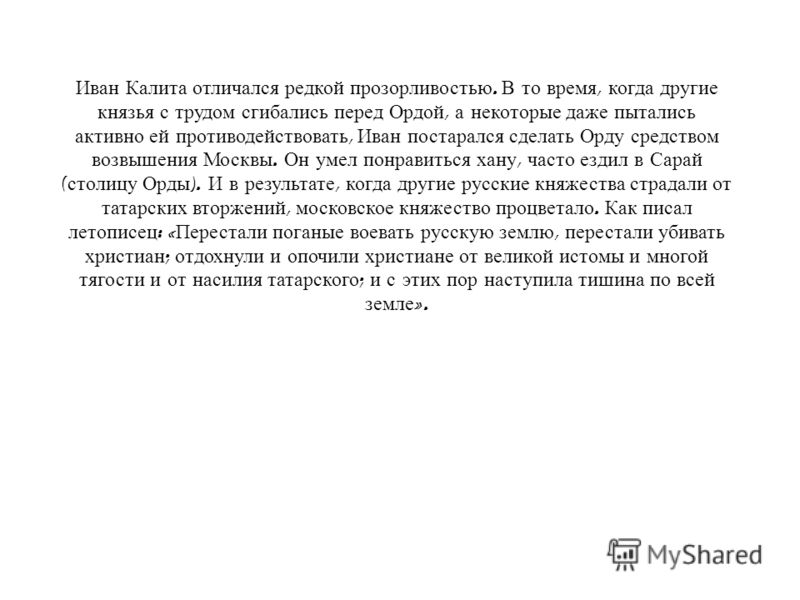 Иван Калита отличался редкой прозорливостью. В то время, когда другие
князья с трудом сгибались перед Ордой, а некоторые даже пытались
активно ей противодействовать, Иван постарался сделать Орду средством
возвышения Москвы. Он умел понравиться хану, часто ездил в Сарай
(столицу Орды). И в результате, когда другие русские княжества страдали от
татарских вторжений, московское княжество процветало. Как писал
летописец: «Перестали поганые воевать русскую землю, перестали убивать
христиан; отдохнули и опочили христиане от великой истомы и многой
тягости и от насилия татарского; и с этих пор наступила тишина по всей
земле».
MyShared